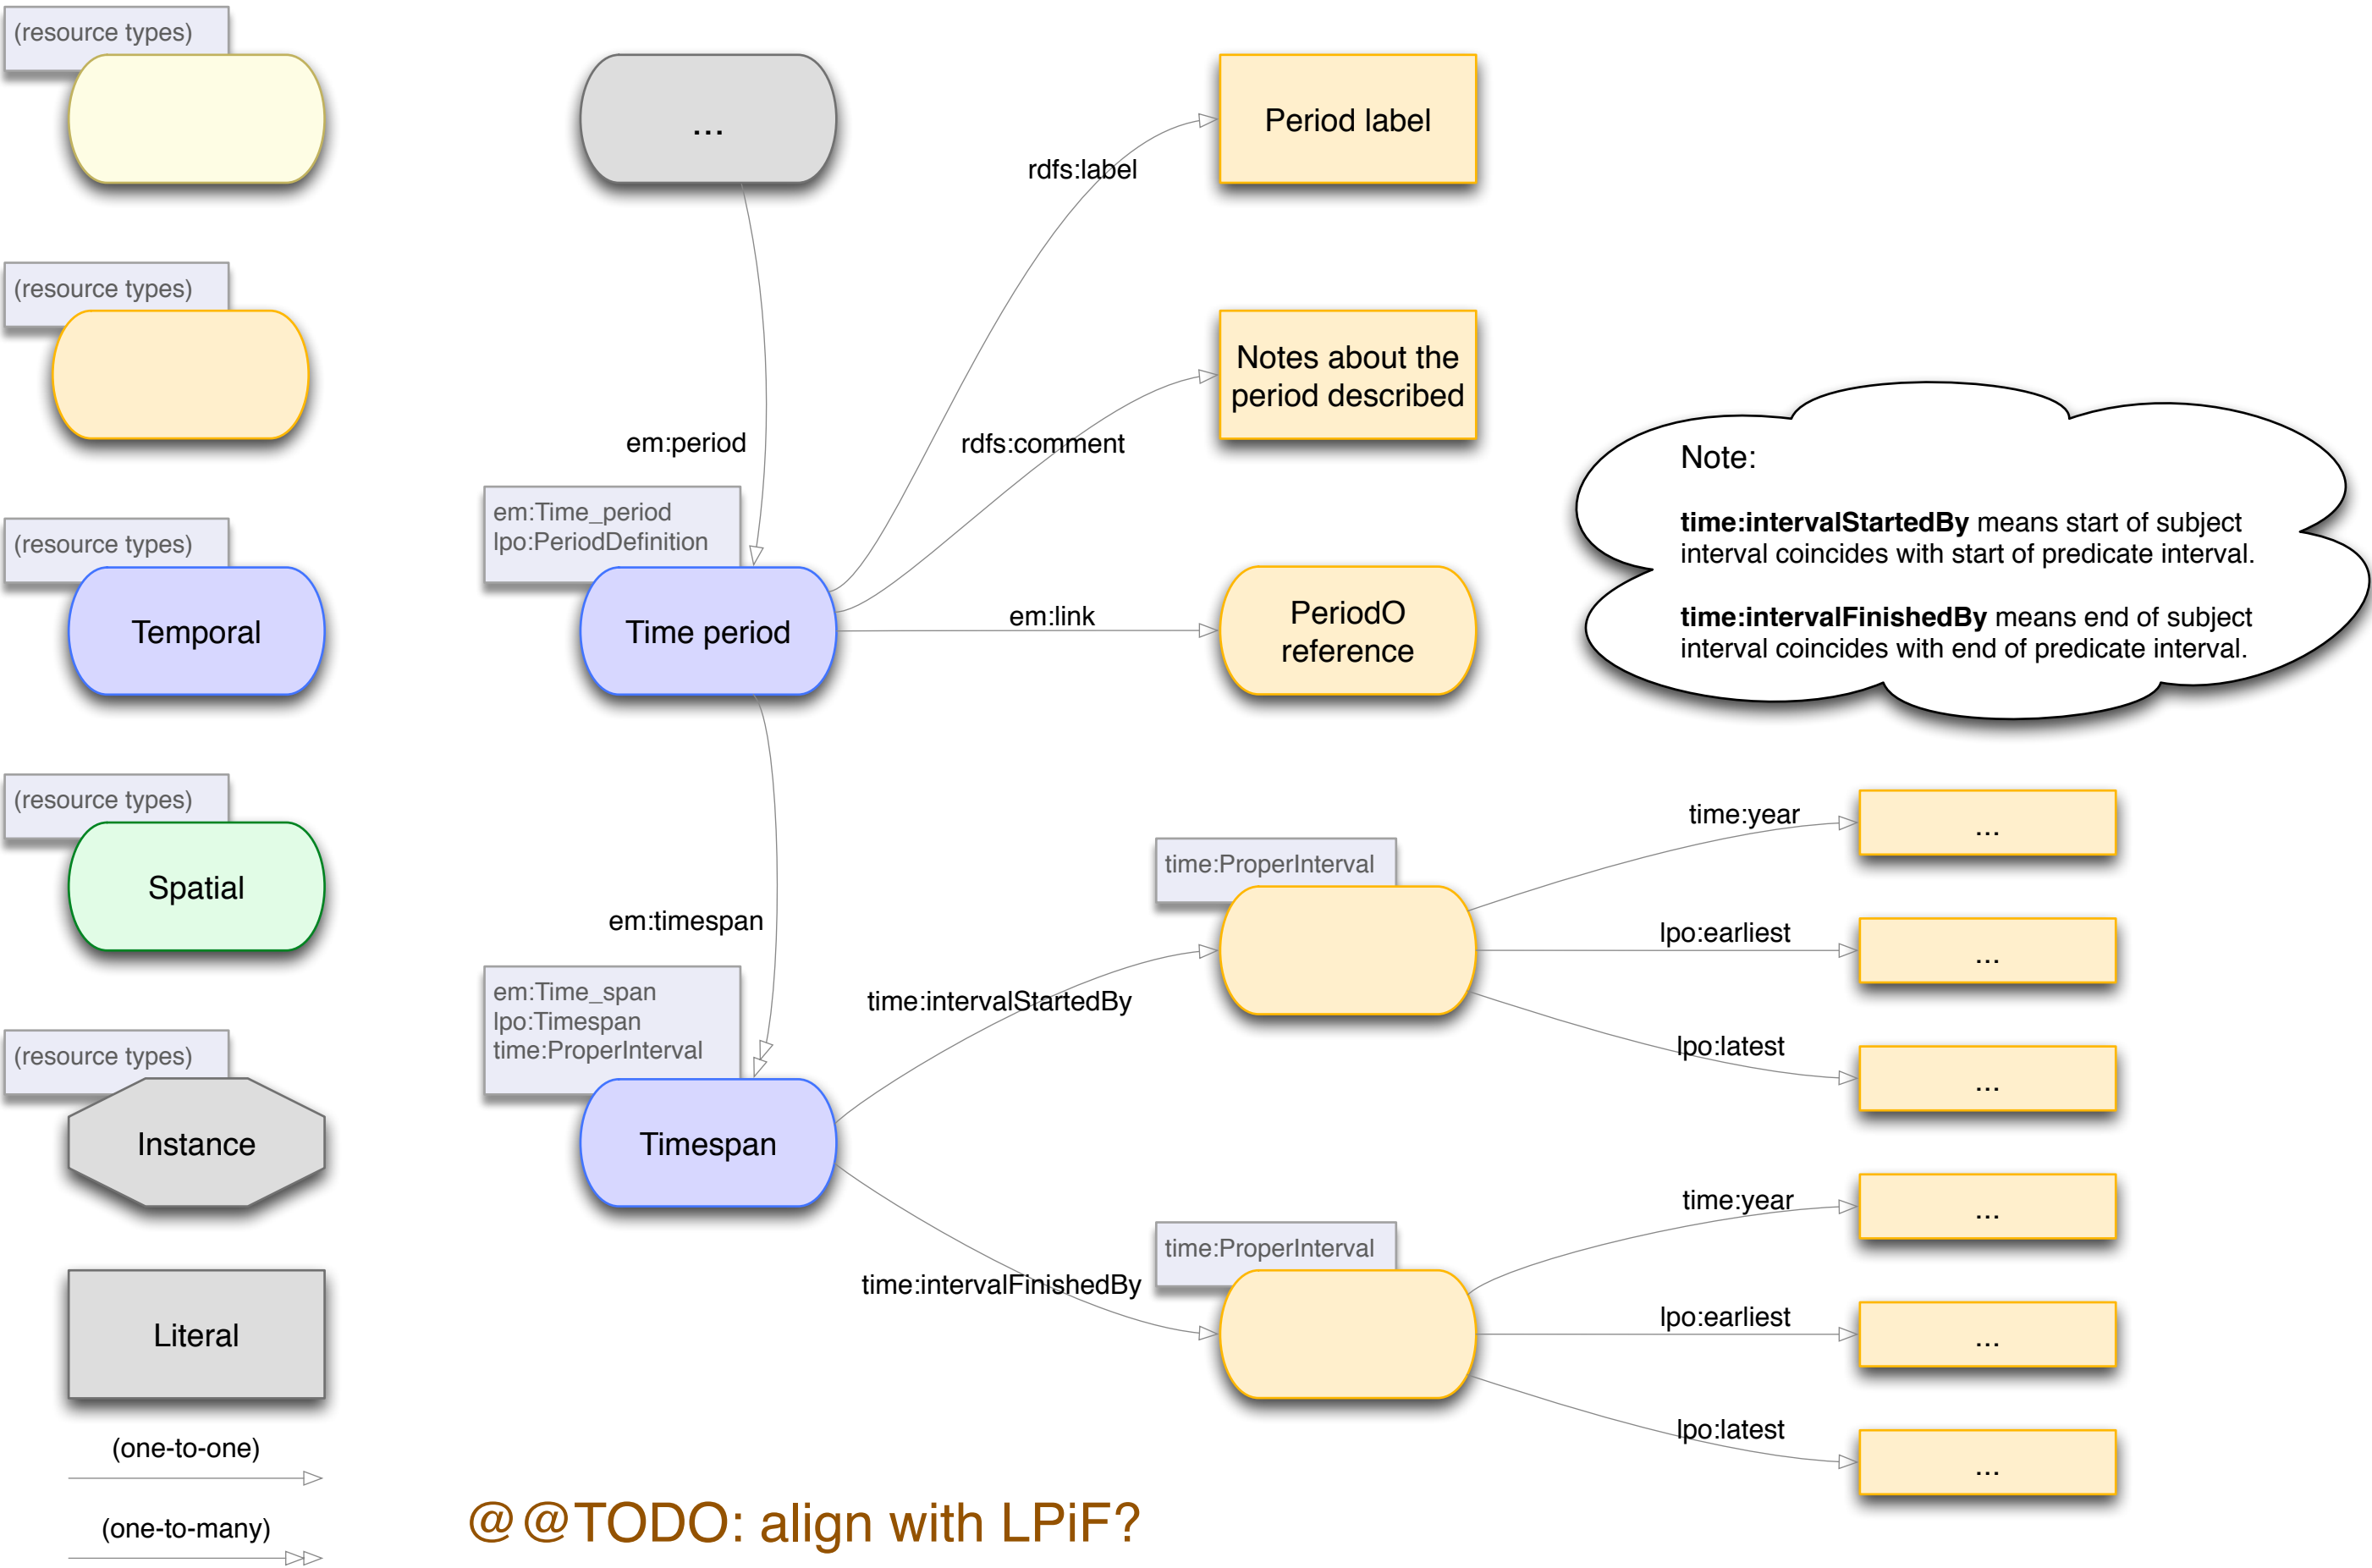 (resource types)
(resource types)
(resource types)
Temporal
(resource types)
Spatial
(resource types)
Instance
Literal
(one-to-one)
(one-to-many)
...
em:period
em:Time_period
lpo:PeriodDefinition
Time period
rdfs:label
Period label
rdfs:comment
Notes about the
period described
em:link
PeriodO
reference
em:timespan
em:Time_span
lpo:Timespan
time:ProperInterval
Timespan
time:intervalStartedBy
time:ProperInterval
time:year
...
lpo:earliest
...
lpo:latest
...
time:intervalFinishedBy
time:ProperInterval
time:year
...
lpo:earliest
...
lpo:latest
...
Note:
time:intervalStartedBy means start of subject
interval coincides with start of predicate interval.
time:intervalFinishedBy means end of subject
interval coincides with end of predicate interval.
@@TODO: align with LPiF?